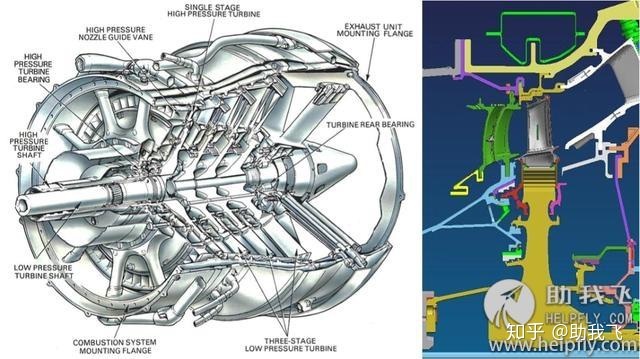 SINGLE STAGE
HIGH PRESSURE TURBINE
HIGH PRESSURE
NOZZLE GUIDE VANE
EXHAUST UNIT
MOUNTING FLANGE
HIGH
PRESSURE
TURBINE
BEARING
TURBINE REAR BEARING
HIGH
PRESSURE
TURBINE
SHAFT
LOW PRESSURE
TURBINE SHAFT
COMBUSTION SYSTEM
MOUNTING FLANGE
THREE-STAGE
LOW PRESSURE TURBINE
助我飞
HELPFLY.COM
知乎 @助我飞
www.helpfly.com